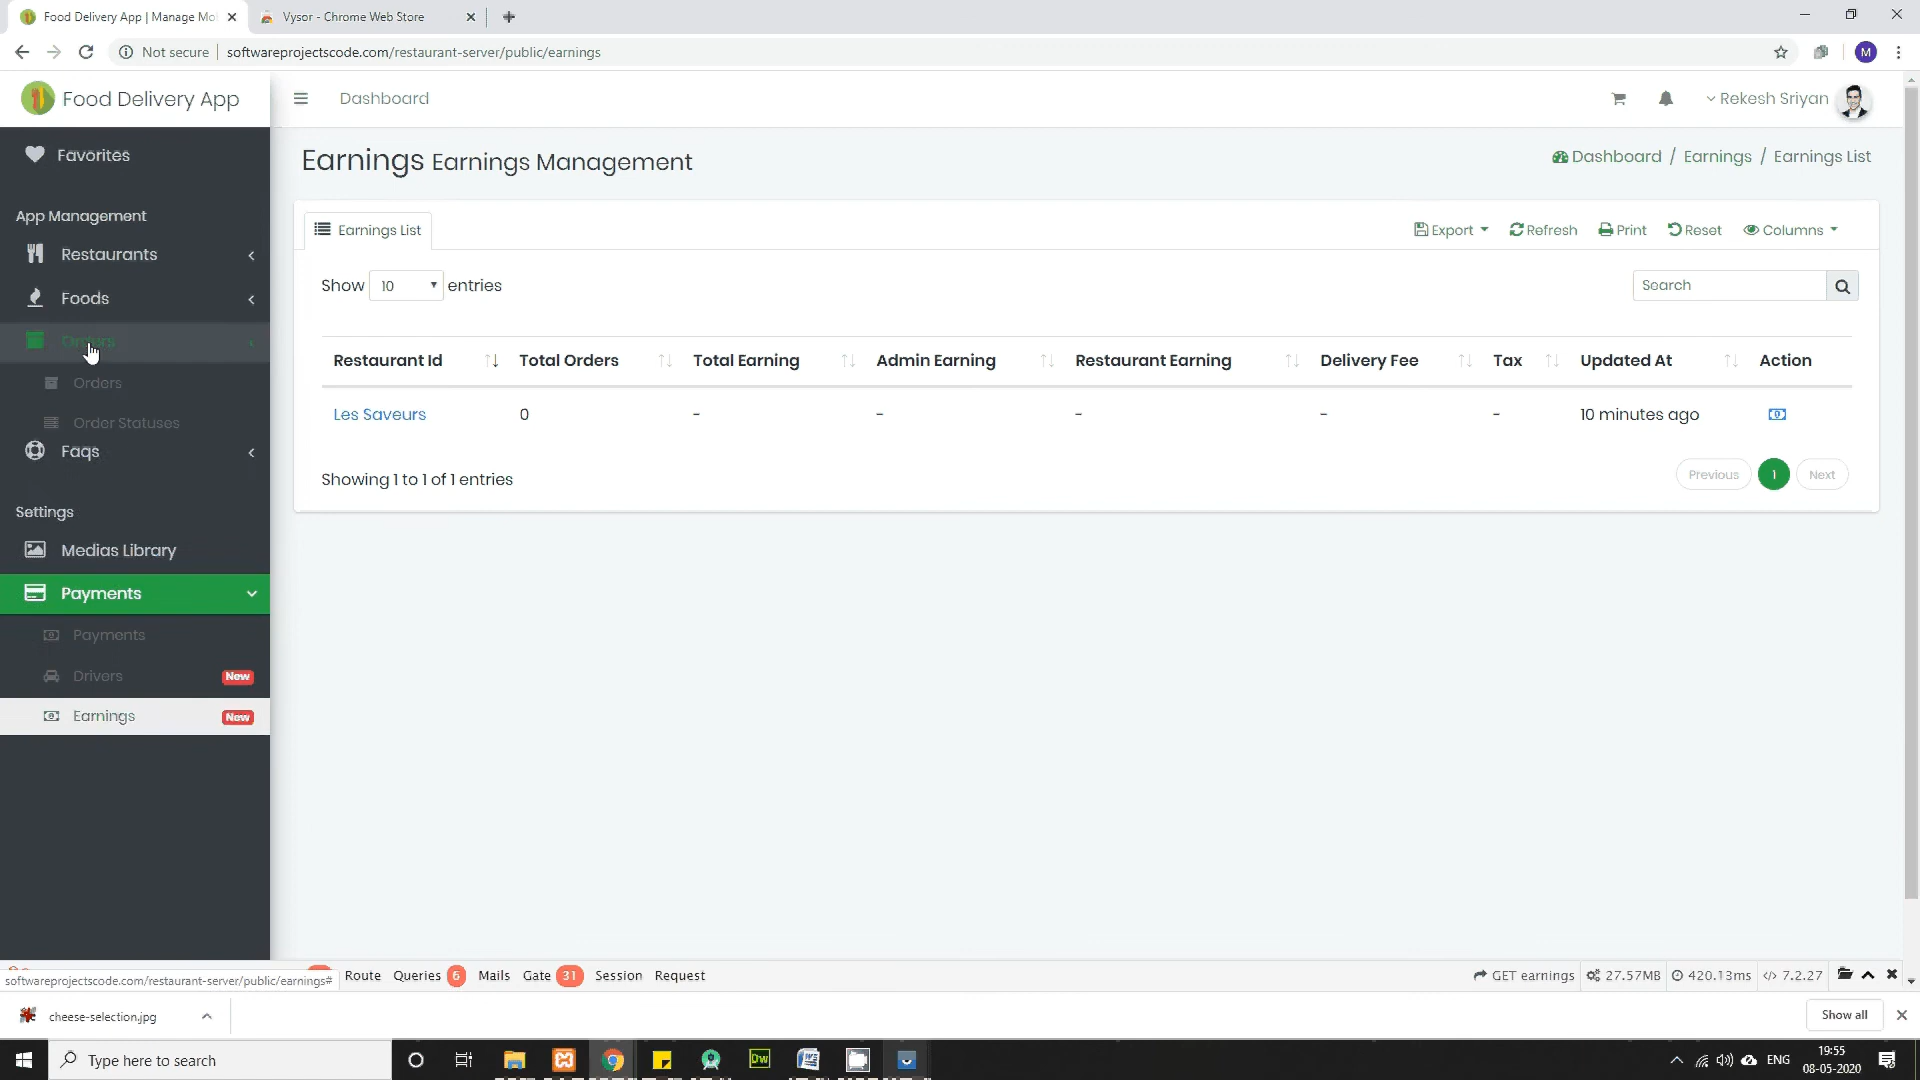 Food Delivery App | Manage Mo
Vysor - Chrome Web Store
Not secure
softwareprojectscode.com/restaurant-server/public/earnings
M
Food Delivery App
Dashboard
Rekesh Sriyan
Favorites
App Management
Restaurants
Foods
Orders
Orders
Order Statuses
Faqs
Settings
Medias Library
Payments
Payments
Drivers New
Earnings New
Earnings Earnings Management
Dashboard / Earnings / Earnings List
Earnings List
Export
Refresh
Print
Reset
Columns
Show 10 entries
Search
Restaurant Id Total Orders Total Earning Admin Earning Restaurant Earning Delivery Fee Tax Updated At Action
Les Saveurs 0 - - - - - 10 minutes ago
Showing 1 to 1 of 1 entries
Previous 1 Next
softwareprojectscode.com/restaurant-server/public/earnings#
Route Queries 6 Mails Gate 31 Session Request
GET earnings 27.57MB 420.13ms 7.2.27
cheese-selection.jpg
Show all
Type here to search
Dw
ENG
19:55
08-05-2020